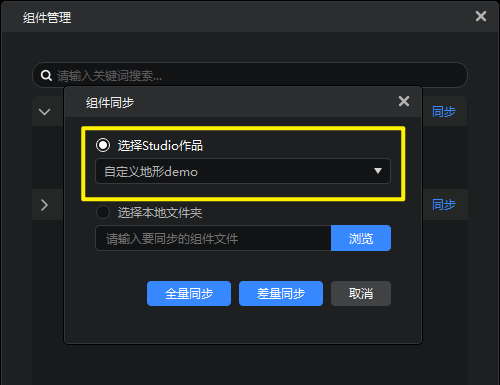 组件管理
请输入关键词搜索...
同步
组件同步
选择Studio作品
自定义地形demo
同步
选择本地文件夹
请输入要同步的组件文件
浏览
全量同步
差量同步
取消